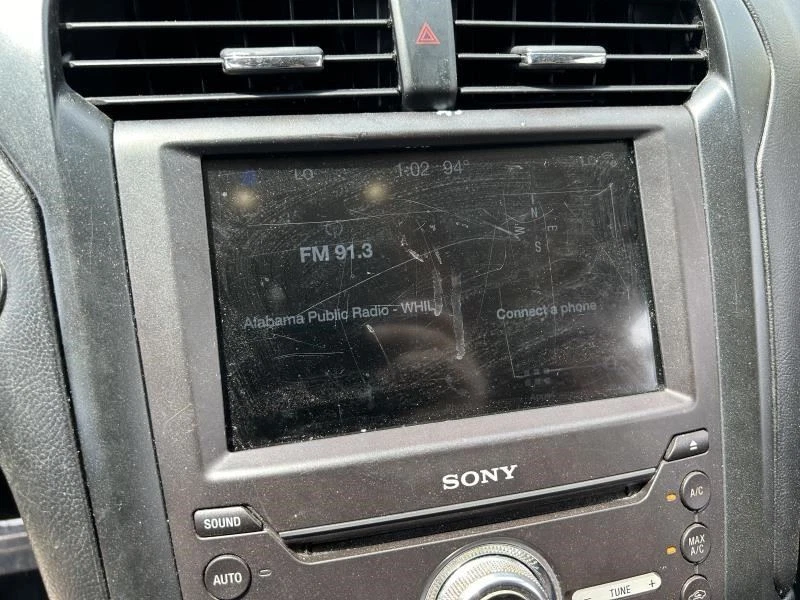 LO 1:02 94° LO
FM 91.3
N
W E
S
Alabama Public Radio - WHIL
Connect a phone
Apps
SONY
SOUND
A/C
MAX
A/C
AUTO
- TUNE +